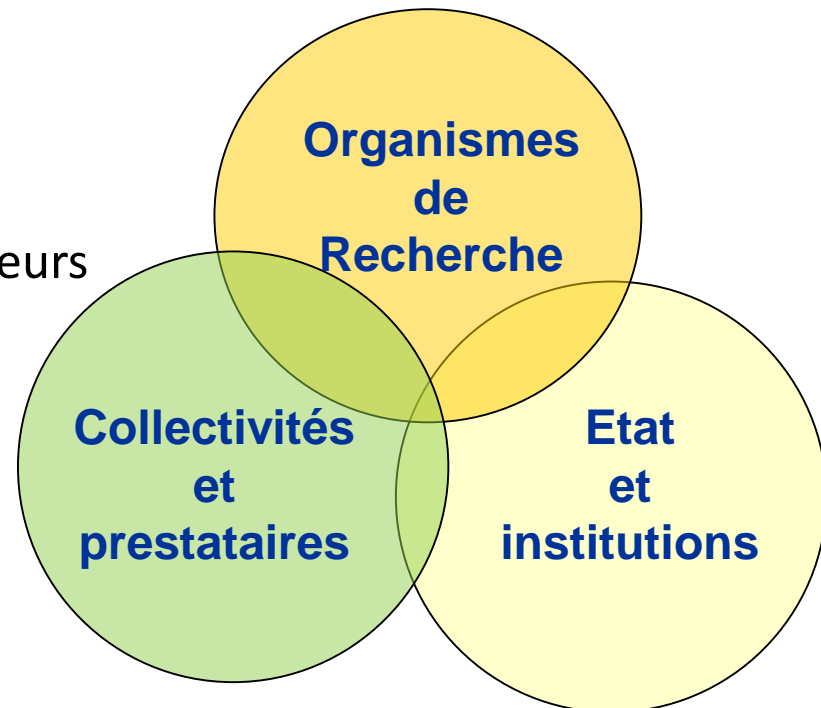 Organismes
de
Recherche
eurs
Collectivités
et
prestataires
Etat
et
institutions